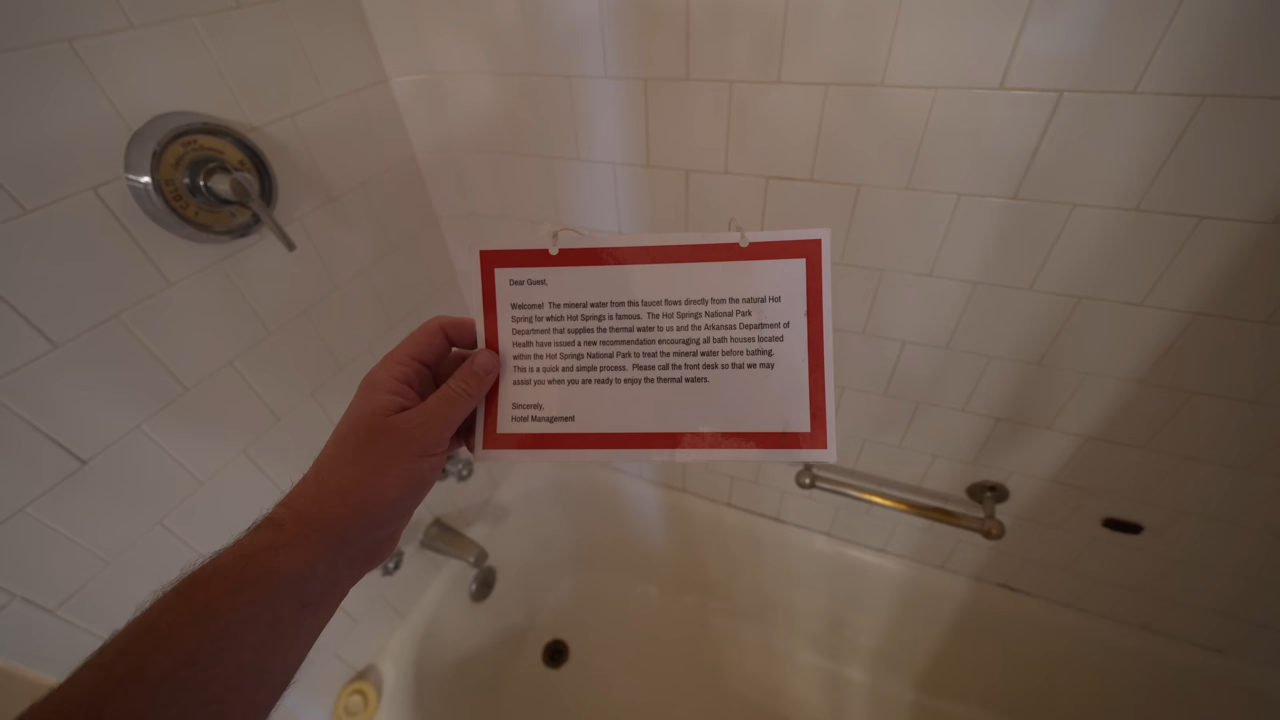 OFF
COLD
Dear Guest,
Welcome! The mineral water from this faucet flows directly from the natural Hot
Spring for which Hot Springs is famous. The Hot Springs National Park
Department that supplies the thermal water to us and the Arkansas Department of
Health have issued a new recommendation encouraging all bath houses located
within the Hot Springs National Park to treat the mineral water before bathing.
This is a quick and simple process. Please call the front desk so that we may
assist you when you are ready to enjoy the thermal waters.
Sincerely,
Hotel Management